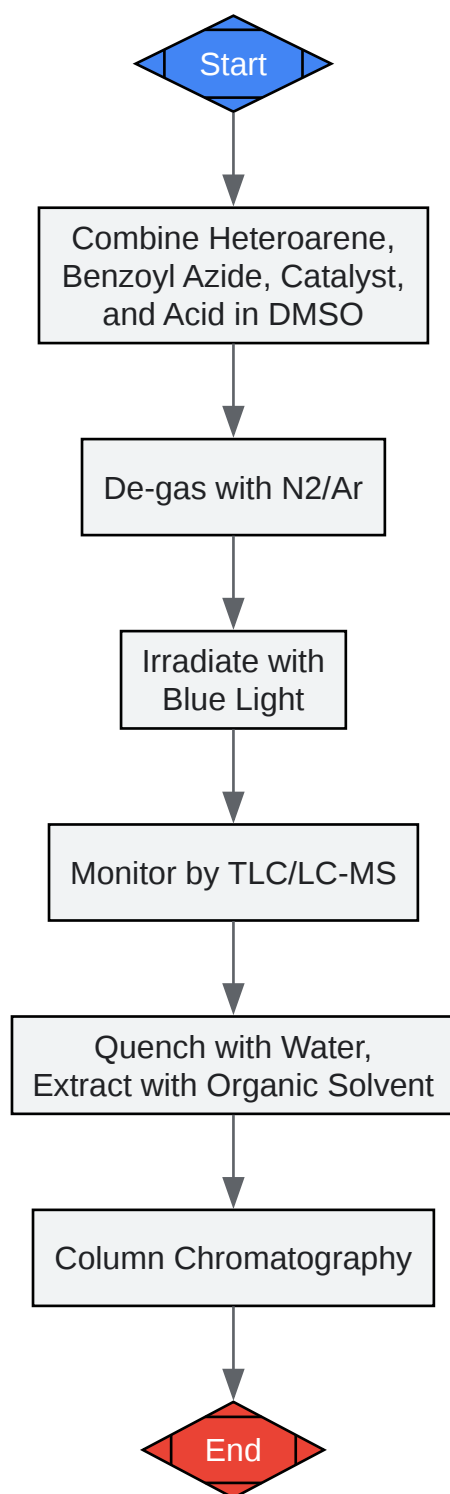 Start
Combine Heteroarene,
Benzoyl Azide, Catalyst,
and Acid in DMSO
De-gas with N2/Ar
Irradiate with
Blue Light
Monitor by TLC/LC-MS
Quench with Water,
Extract with Organic Solvent
Column Chromatography
End